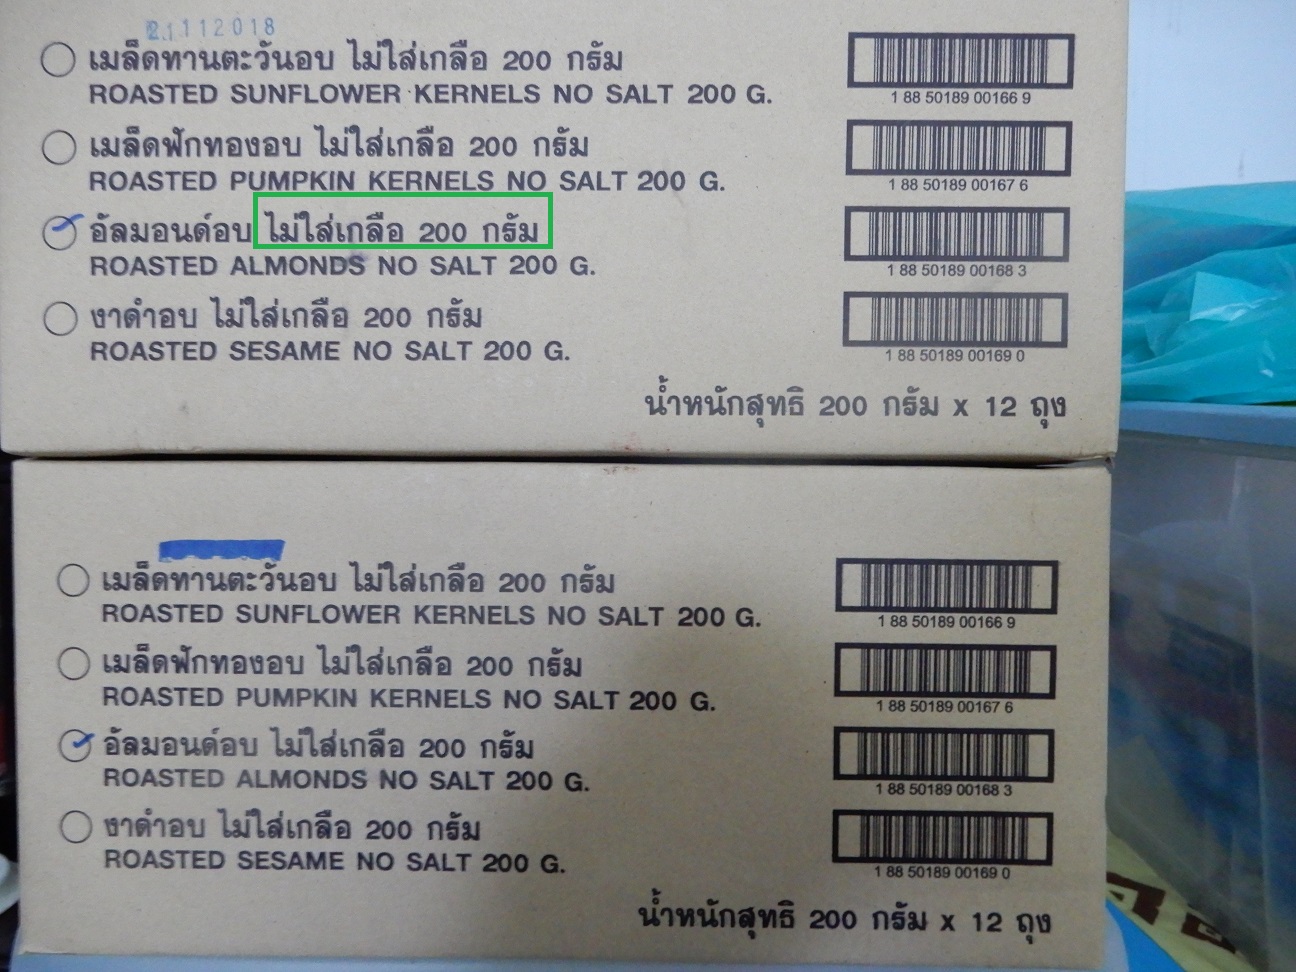 21112018
เมล็ดทานตะวันอบ ไม่ใส่เกลือ 200 กรัม
ROASTED SUNFLOWER KERNELS NO SALT 200 G.
1 88 50189 00166 9
เมล็ดฟักทองอบ ไม่ใส่เกลือ 200 กรัม
ROASTED PUMPKIN KERNELS NO SALT 200 G.
1 88 50189 00167 6
อัลมอนด์อบ ไม่ใส่เกลือ 200 กรัม
ROASTED ALMONDS NO SALT 200 G.
1 88 50189 00168 3
งาดำอบ ไม่ใส่เกลือ 200 กรัม
ROASTED SESAME NO SALT 200 G.
1 88 50189 00169 0
น้ำหนักสุทธิ 200 กรัม x 12 ถุง
เมล็ดทานตะวันอบ ไม่ใส่เกลือ 200 กรัม
ROASTED SUNFLOWER KERNELS NO SALT 200 G.
1 88 50189 00166 9
เมล็ดฟักทองอบ ไม่ใส่เกลือ 200 กรัม
ROASTED PUMPKIN KERNELS NO SALT 200 G.
1 88 50189 00167 6
อัลมอนด์อบ ไม่ใส่เกลือ 200 กรัม
ROASTED ALMONDS NO SALT 200 G.
1 88 50189 00168 3
งาดำอบ ไม่ใส่เกลือ 200 กรัม
ROASTED SESAME NO SALT 200 G.
1 88 50189 00169 0
น้ำหนักสุทธิ 200 กรัม x 12 ถุง